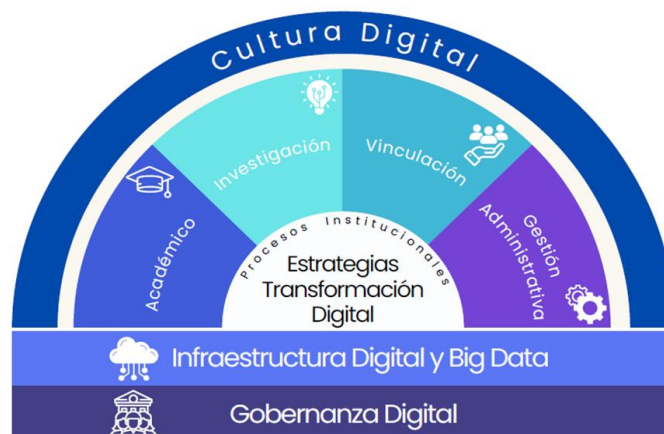 Cultura Digital
Investigación
Vinculación
Académico
Gestión
Administrativa
Procesos Institucionales
Estrategias
Transformación
Digital
Infraestructura Digital y Big Data
Gobernanza Digital